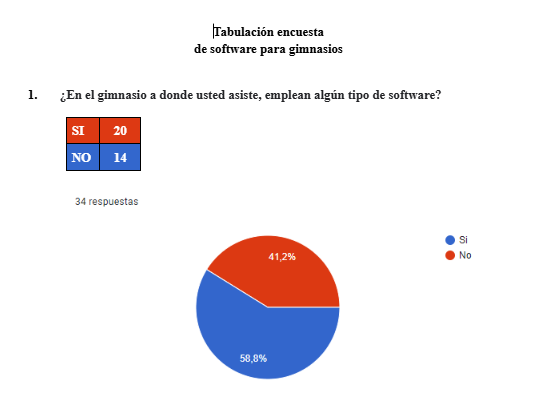 Tabulación encuesta
de software para gimnasios
1. ¿En el gimnasio a donde usted asiste, emplean algún tipo de software?
SI 20
NO 14
34 respuestas
Si
No
41,2%
58,8%